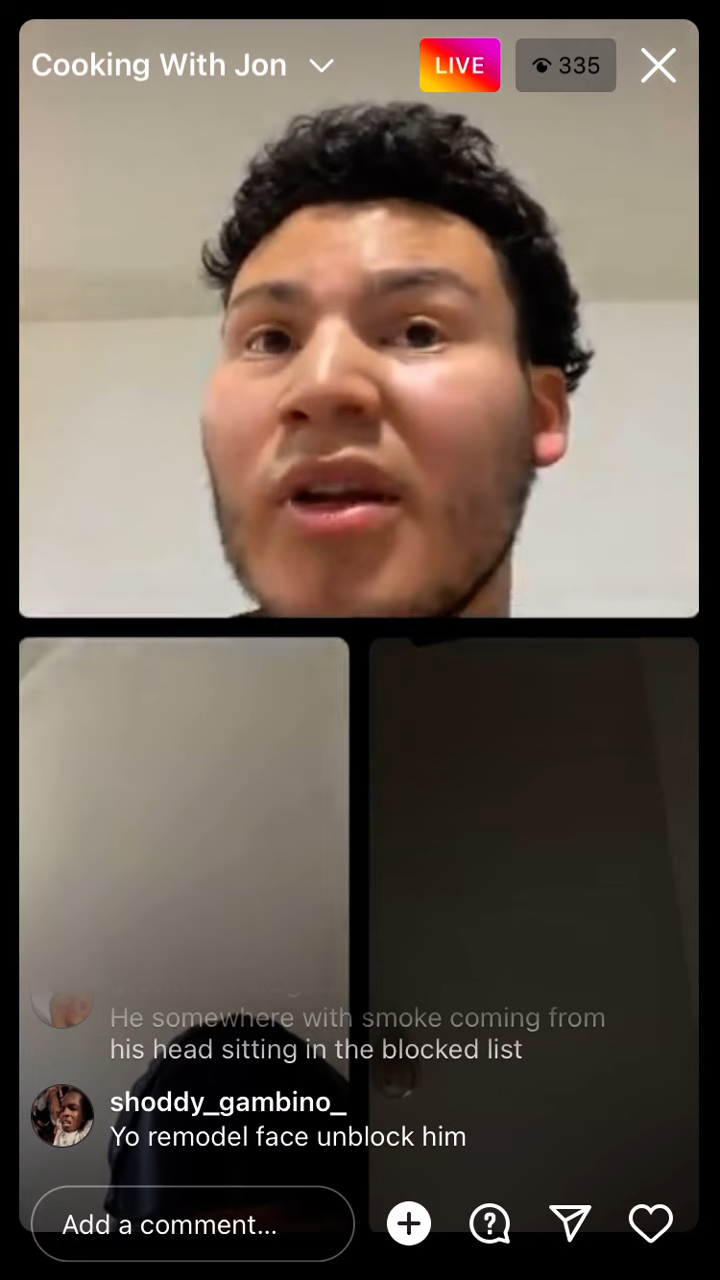 Cooking With Jon
LIVE
335
He somewhere with smoke coming from
his head sitting in the blocked list
shoddy_gambino_
Yo remodel face unblock him
Add a comment...